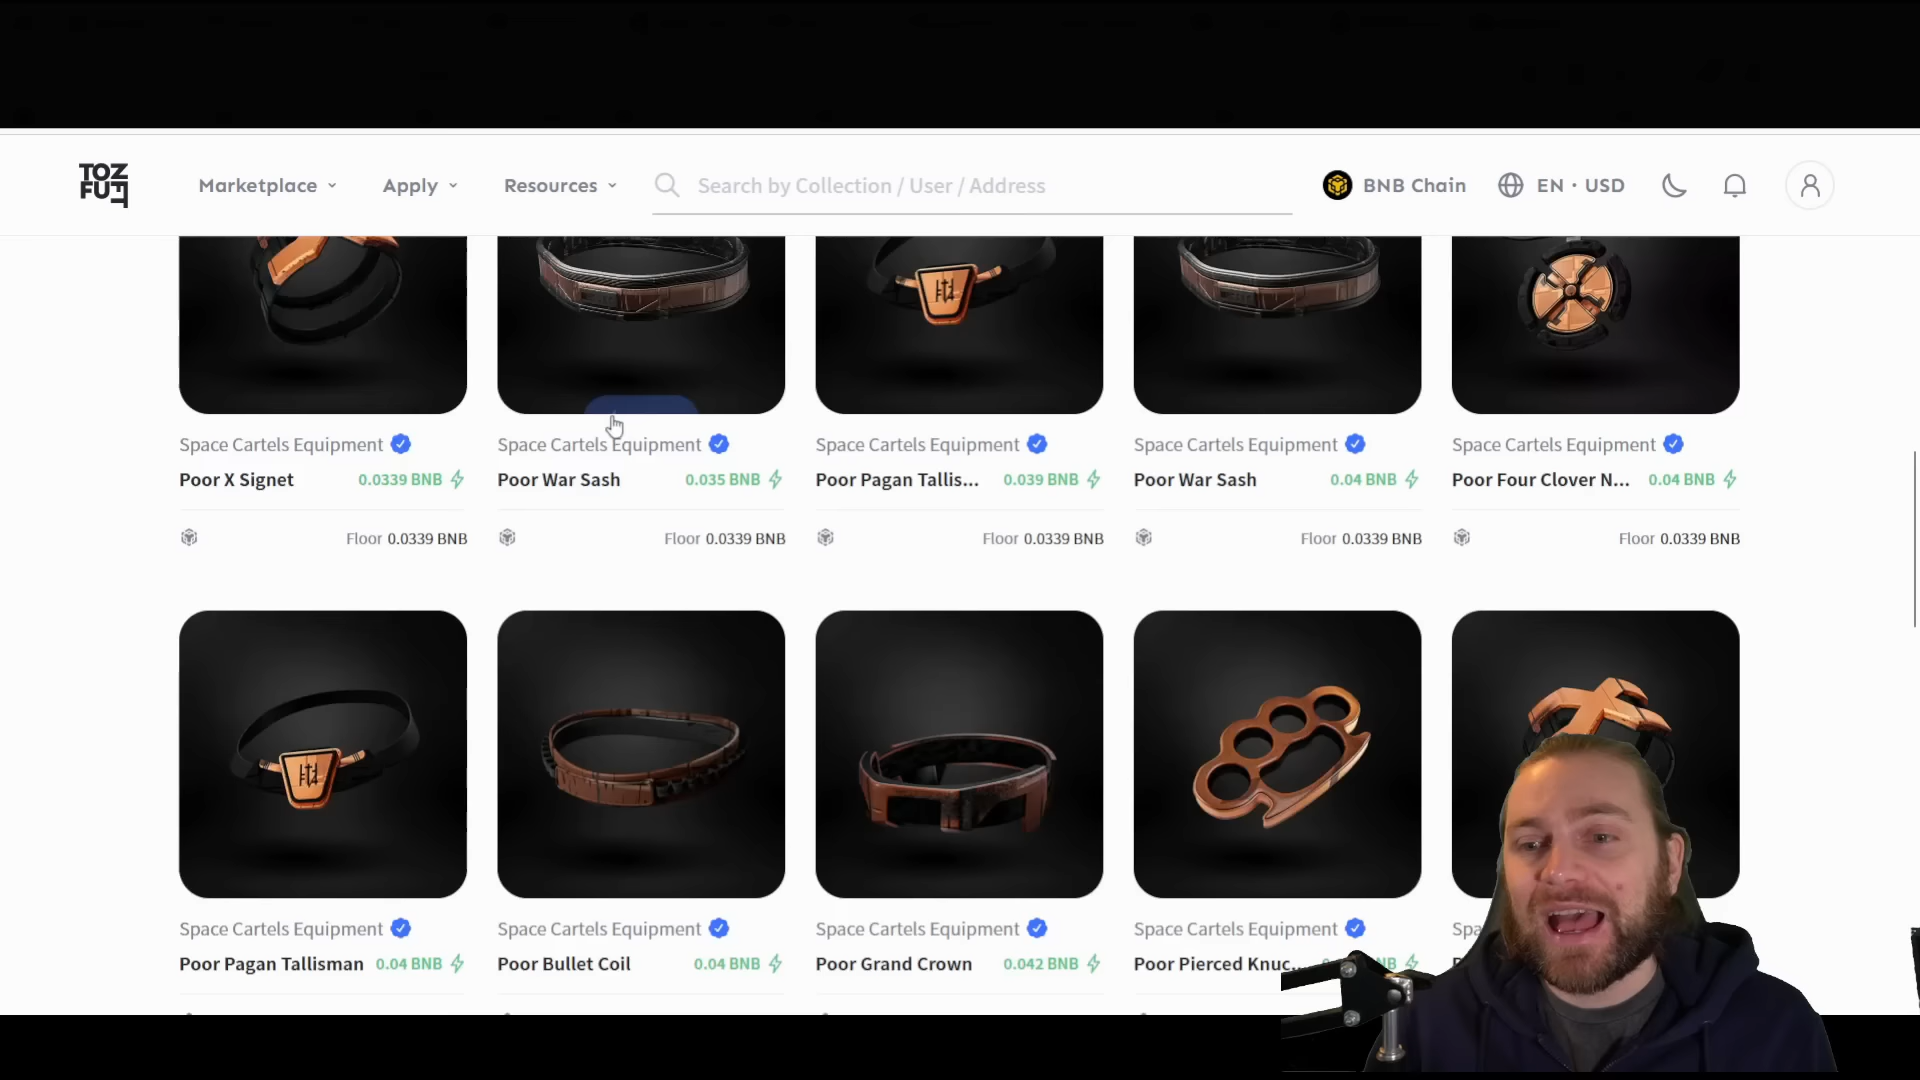 TOZ
FUT
Marketplace
Apply
Resources
Search by Collection / User / Address
BNB Chain
EN · USD
Space Cartels Equipment
Poor X Signet 0.0339 BNB
Floor 0.0339 BNB
Space Cartels Equipment
Poor War Sash 0.035 BNB
Floor 0.0339 BNB
Space Cartels Equipment
Poor Pagan Tallis... 0.039 BNB
Floor 0.0339 BNB
Space Cartels Equipment
Poor War Sash 0.04 BNB
Floor 0.0339 BNB
Space Cartels Equipment
Poor Four Clover N... 0.04 BNB
Floor 0.0339 BNB
Space Cartels Equipment
Poor Pagan Tallisman 0.04 BNB
Space Cartels Equipment
Poor Bullet Coil 0.04 BNB
Space Cartels Equipment
Poor Grand Crown 0.042 BNB
Space Cartels Equipment
Poor Pierced Knuc...